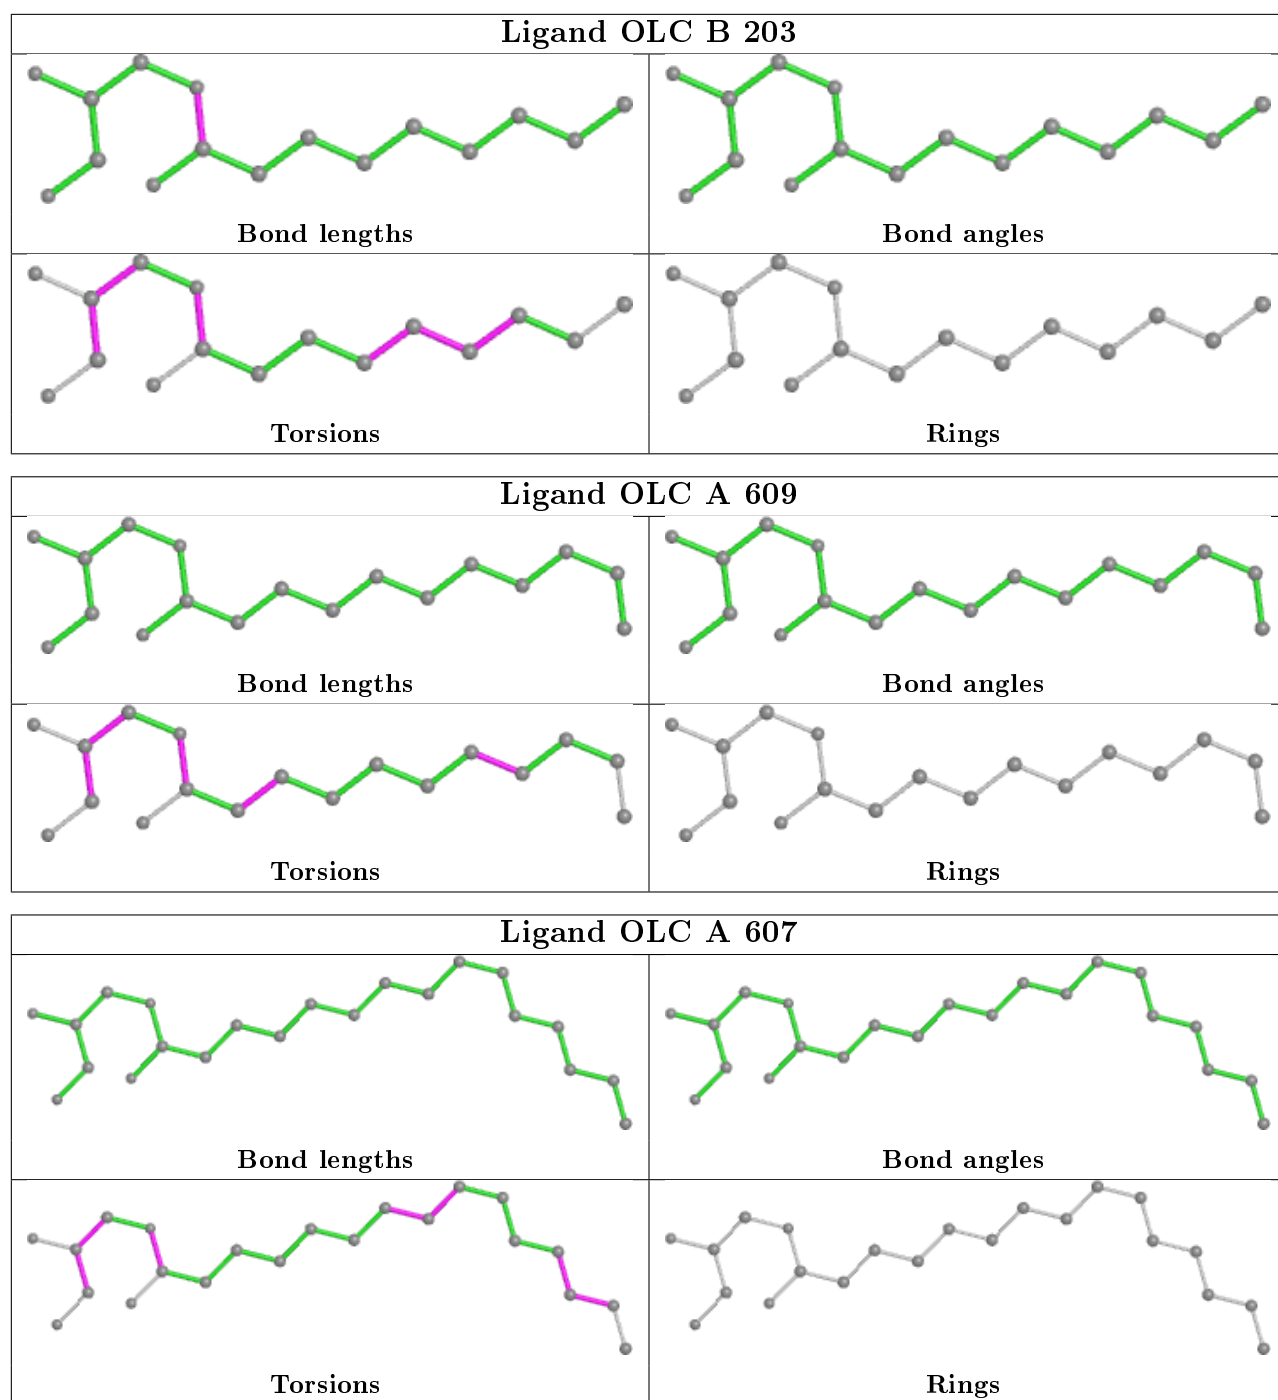 Ligand OLC B 203
Bond lengths
Bond angles
Torsions
Rings
Ligand OLC A 609
Bond lengths
Bond angles
Torsions
Rings
Ligand OLC A 607
Bond lengths
Bond angles
Torsions
Rings